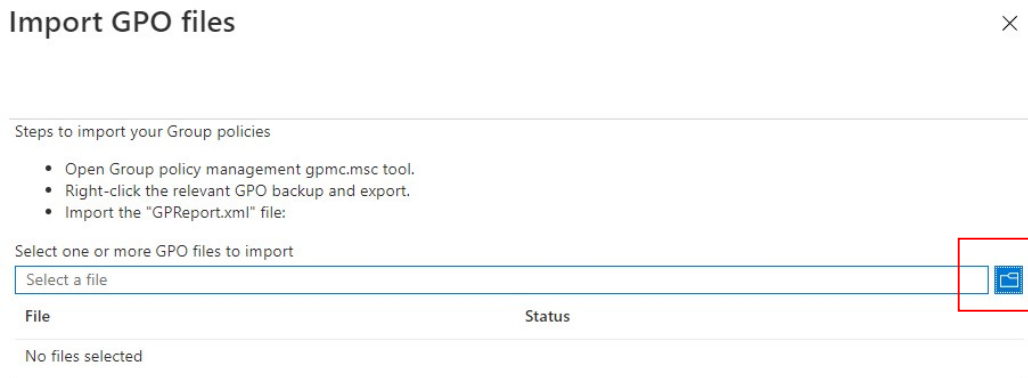 Import GPO files
Steps to import your Group policies
• Open Group policy management gpmc.msc tool.
• Right-click the relevant GPO backup and export.
• Import the "GPReport.xml" file:
Select one or more GPO files to import
Select a file
File Status
No files selected